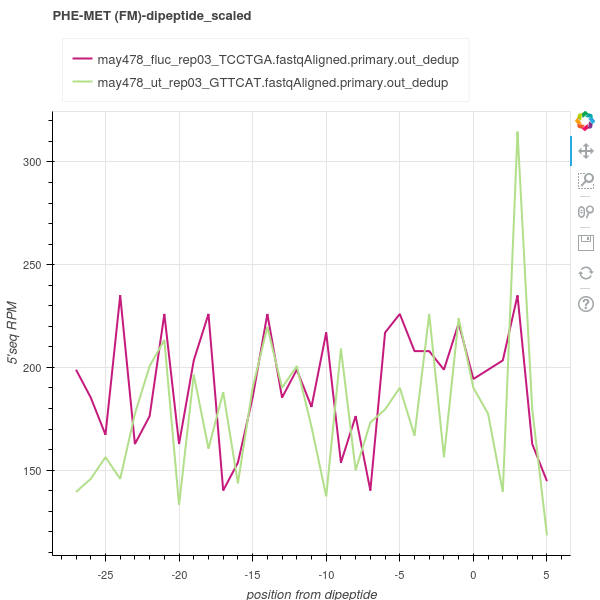 PHE-MET (FM)-dipeptide_scaled
may478_fluc_rep03_TCCTGA.fastqAligned.primary.out_dedup
may478_ut_rep03_GTTCAT.fastqAligned.primary.out_dedup
300
250
200
150
5'seq RPM
-25 -20 -15 -10 -5 0 5
position from dipeptide